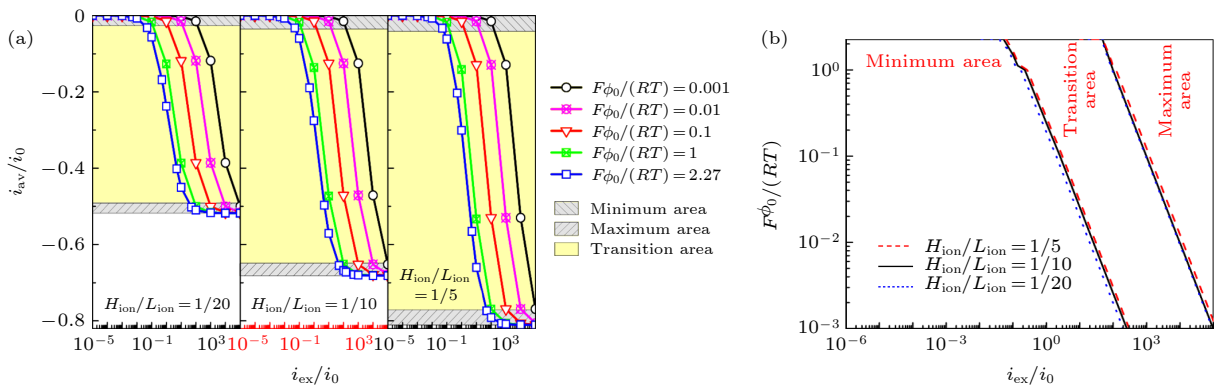 (a)
0
−0.2
−0.4
−0.6
−0.8
i_av/i_0
H_ion/L_ion = 1/20
H_ion/L_ion = 1/10
H_ion/L_ion
= 1/5
10^−5 10^−1 10^3 10^−5 10^−1 10^3 10^−5 10^−1 10^3
i_ex/i_0
Fϕ_0/(RT) = 0.001
Fϕ_0/(RT) = 0.01
Fϕ_0/(RT) = 0.1
Fϕ_0/(RT) = 1
Fϕ_0/(RT) = 2.27
Minimum area
Maximum area
Transition area
(b)
10^0
10^−1
10^−2
10^−3
Fϕ_0/(RT)
Minimum area
Transition
area
Maximum
area
H_ion/L_ion = 1/5
H_ion/L_ion = 1/10
H_ion/L_ion = 1/20
10^−6 10^−3 10^0 10^3
i_ex/i_0